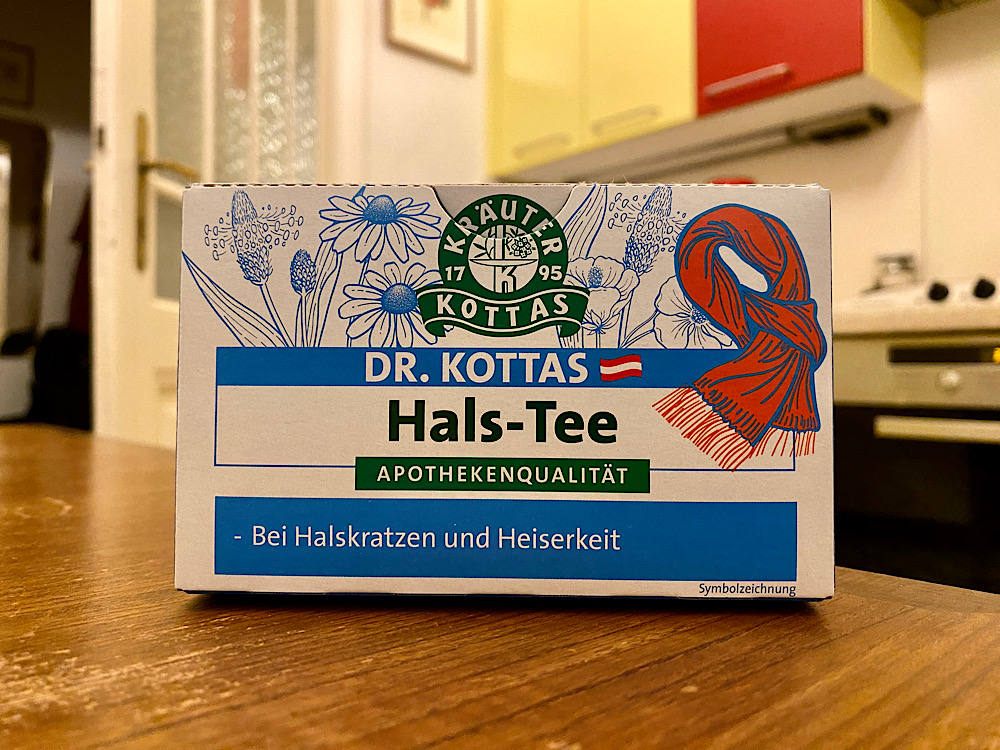 KRÄUTER
17 K 95
KOTTAS
DR. KOTTAS
Hals-Tee
APOTHEKENQUALITÄT
- Bei Halskratzen und Heiserkeit
Symbolzeichnung